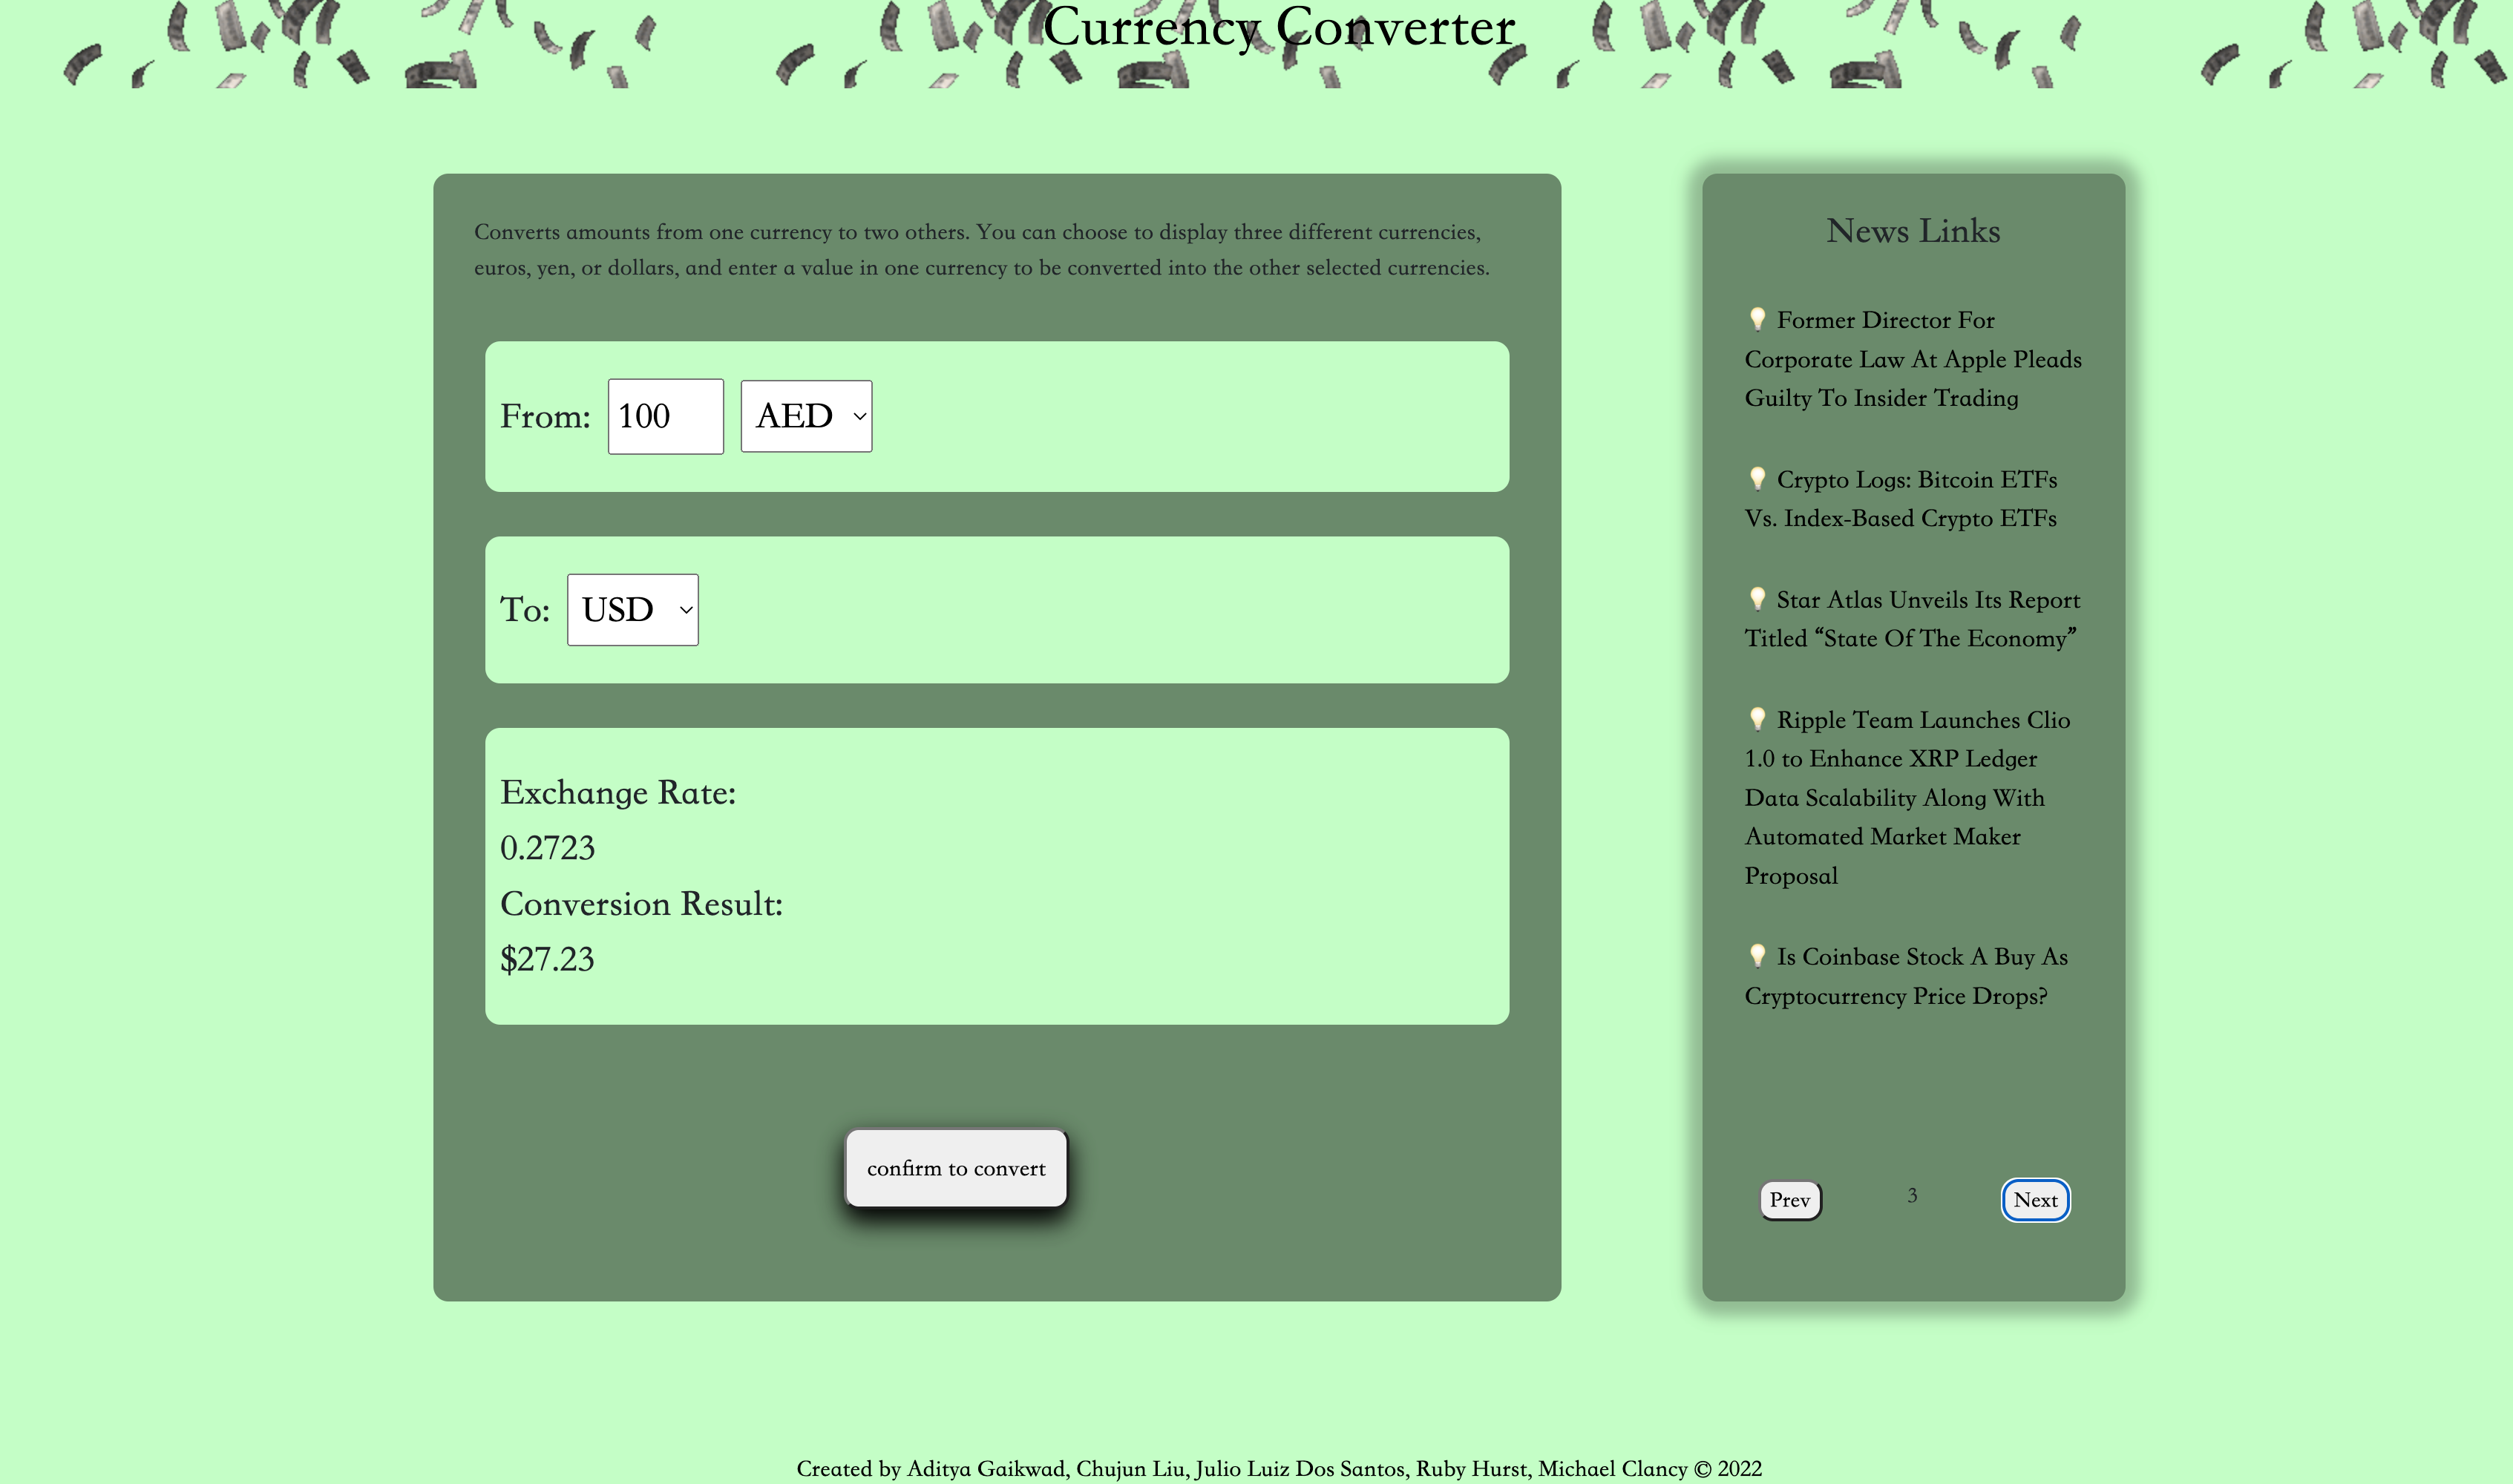 Currency Converter
Converts amounts from one currency to two others. You can choose to display three different currencies,
euros, yen, or dollars, and enter a value in one currency to be converted into the other selected currencies.
From: 100 AED
To: USD
Exchange Rate:
0.2723
Conversion Result:
$27.23
confirm to convert
News Links
💡 Former Director For
Corporate Law At Apple Pleads
Guilty To Insider Trading
💡 Crypto Logs: Bitcoin ETFs
Vs. Index-Based Crypto ETFs
💡 Star Atlas Unveils Its Report
Titled “State Of The Economy”
💡 Ripple Team Launches Clio
1.0 to Enhance XRP Ledger
Data Scalability Along With
Automated Market Maker
Proposal
💡 Is Coinbase Stock A Buy As
Cryptocurrency Price Drops?
Prev 3 Next
Created by Aditya Gaikwad, Chujun Liu, Julio Luiz Dos Santos, Ruby Hurst, Michael Clancy © 2022